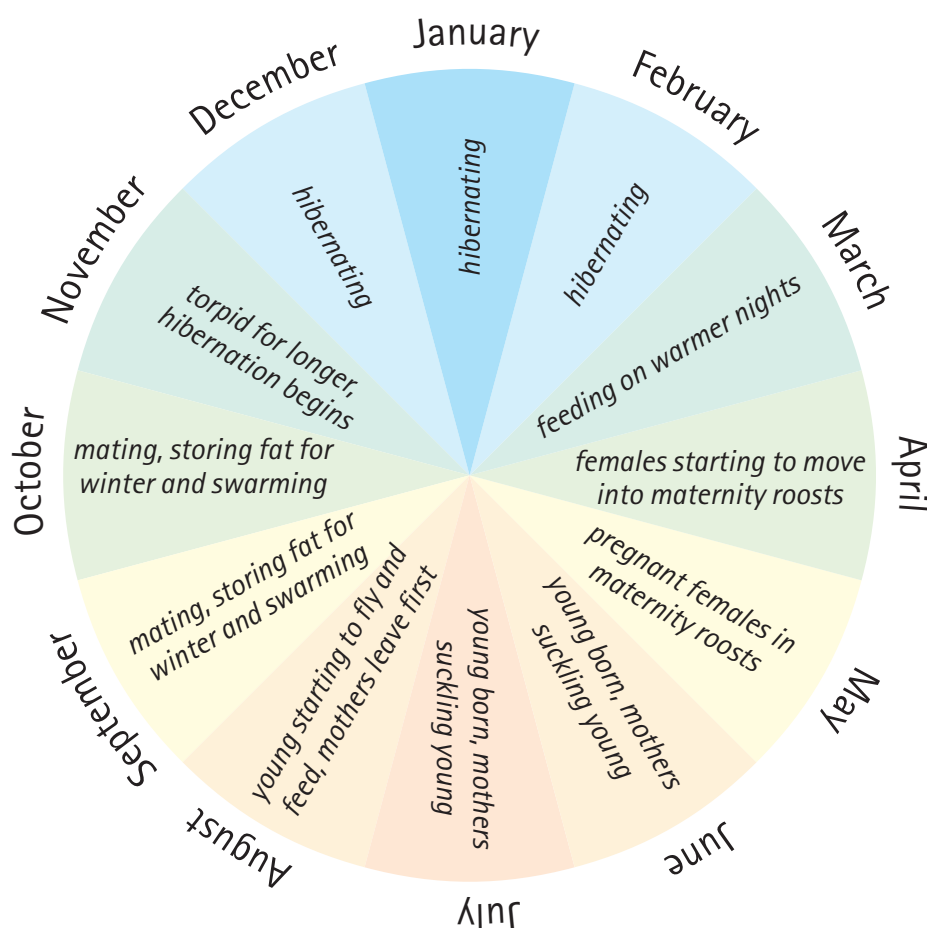 January
hibernating
February
hibernating
March
feeding on warmer nights
April
females starting to move
into maternity roosts
May
pregnant females in
maternity roosts
June
young born, mothers
suckling young
July
young born, mothers
suckling young
August
young starting to fly and
feed, mothers leave first
September
mating, storing fat for
winter and swarming
October
mating, storing fat for
winter and swarming
November
torpid for longer,
hibernation begins
December
hibernating